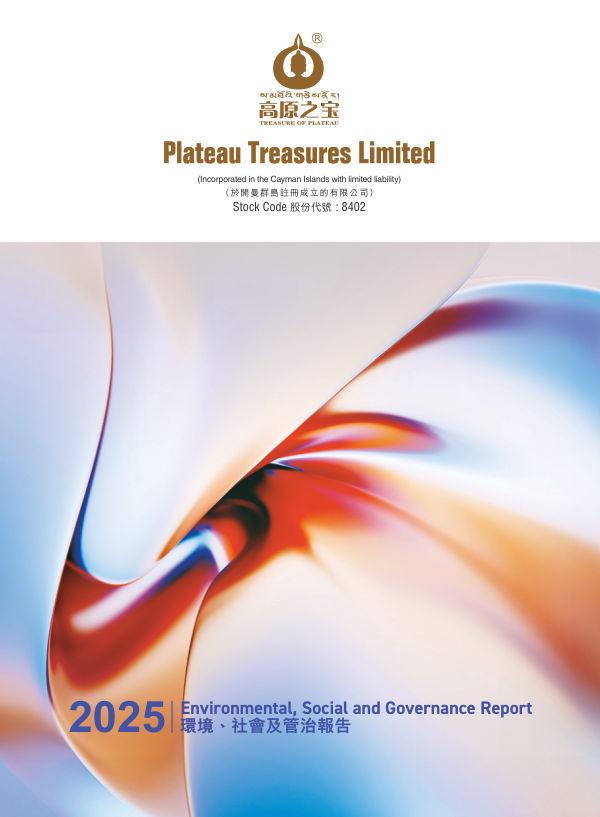 ®
མ་མཐོའི་གཅེས་ནོར།
高原之宝
TREASURE OF PLATEAU
Plateau Treasures Limited
(Incorporated in the Cayman Islands with limited liability)
（於開曼群島註冊成立的有限公司）
Stock Code 股份代號 : 8402
2025
Environmental, Social and Governance Report
環境、社會及管治報告